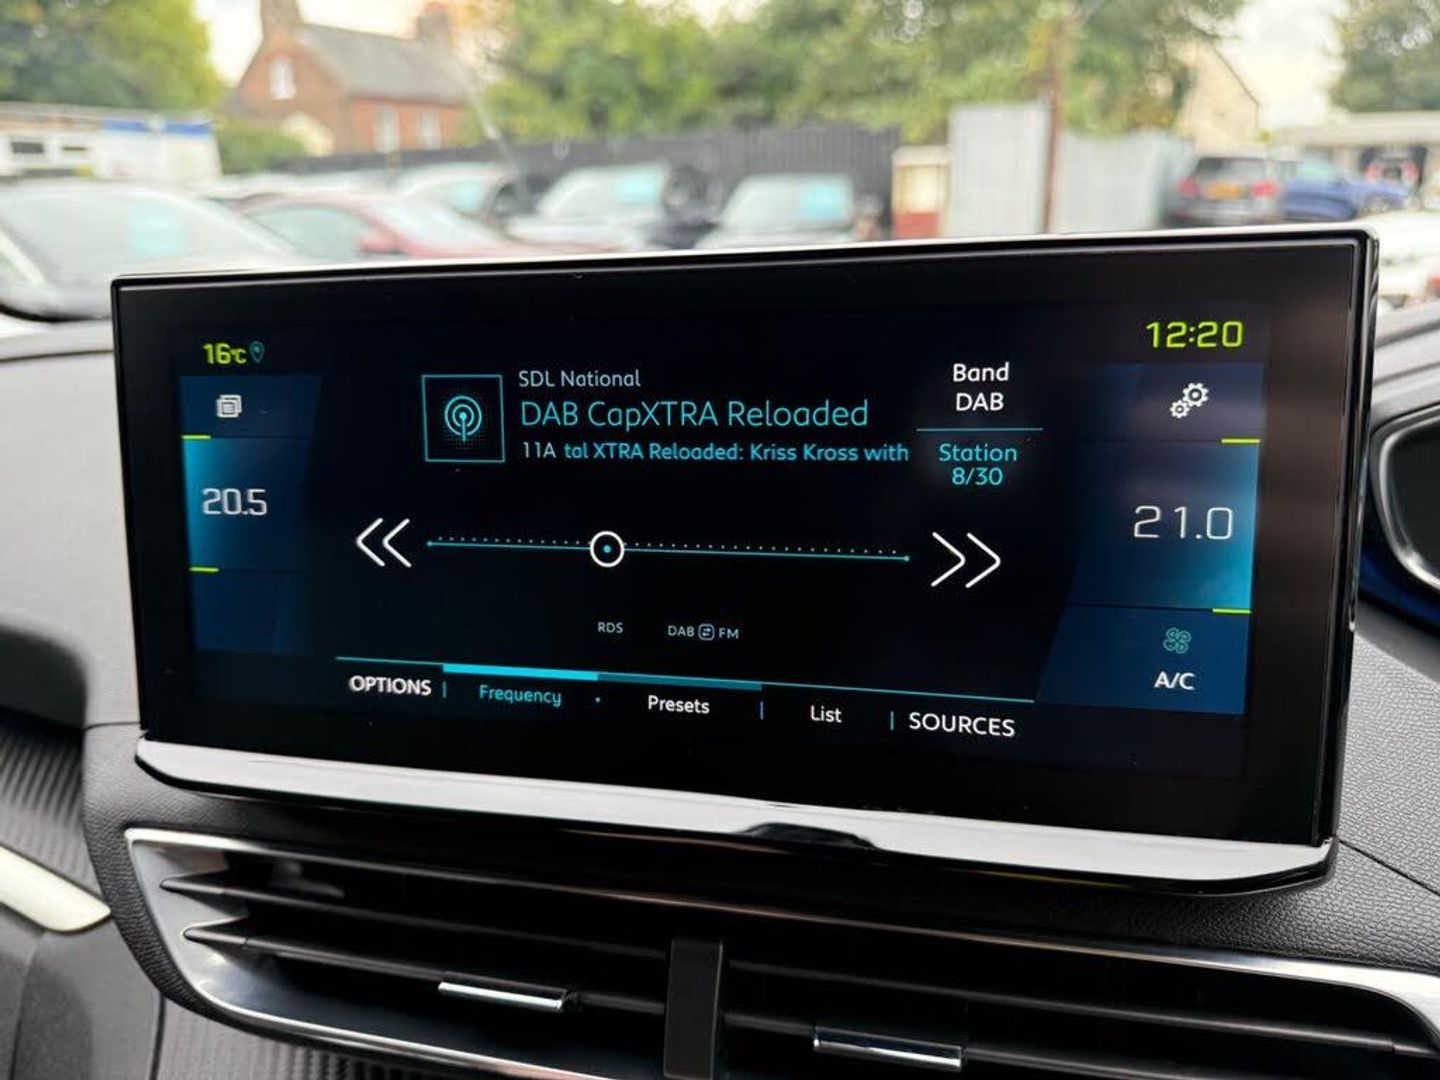 16°C
12:20
SDL National
DAB CapXTRA Reloaded
11A tal XTRA Reloaded: Kriss Kross with
Band
DAB
Station
8/30
20.5
21.0
RDS
DAB FM
A/C
OPTIONS
Frequency
Presets
List
SOURCES